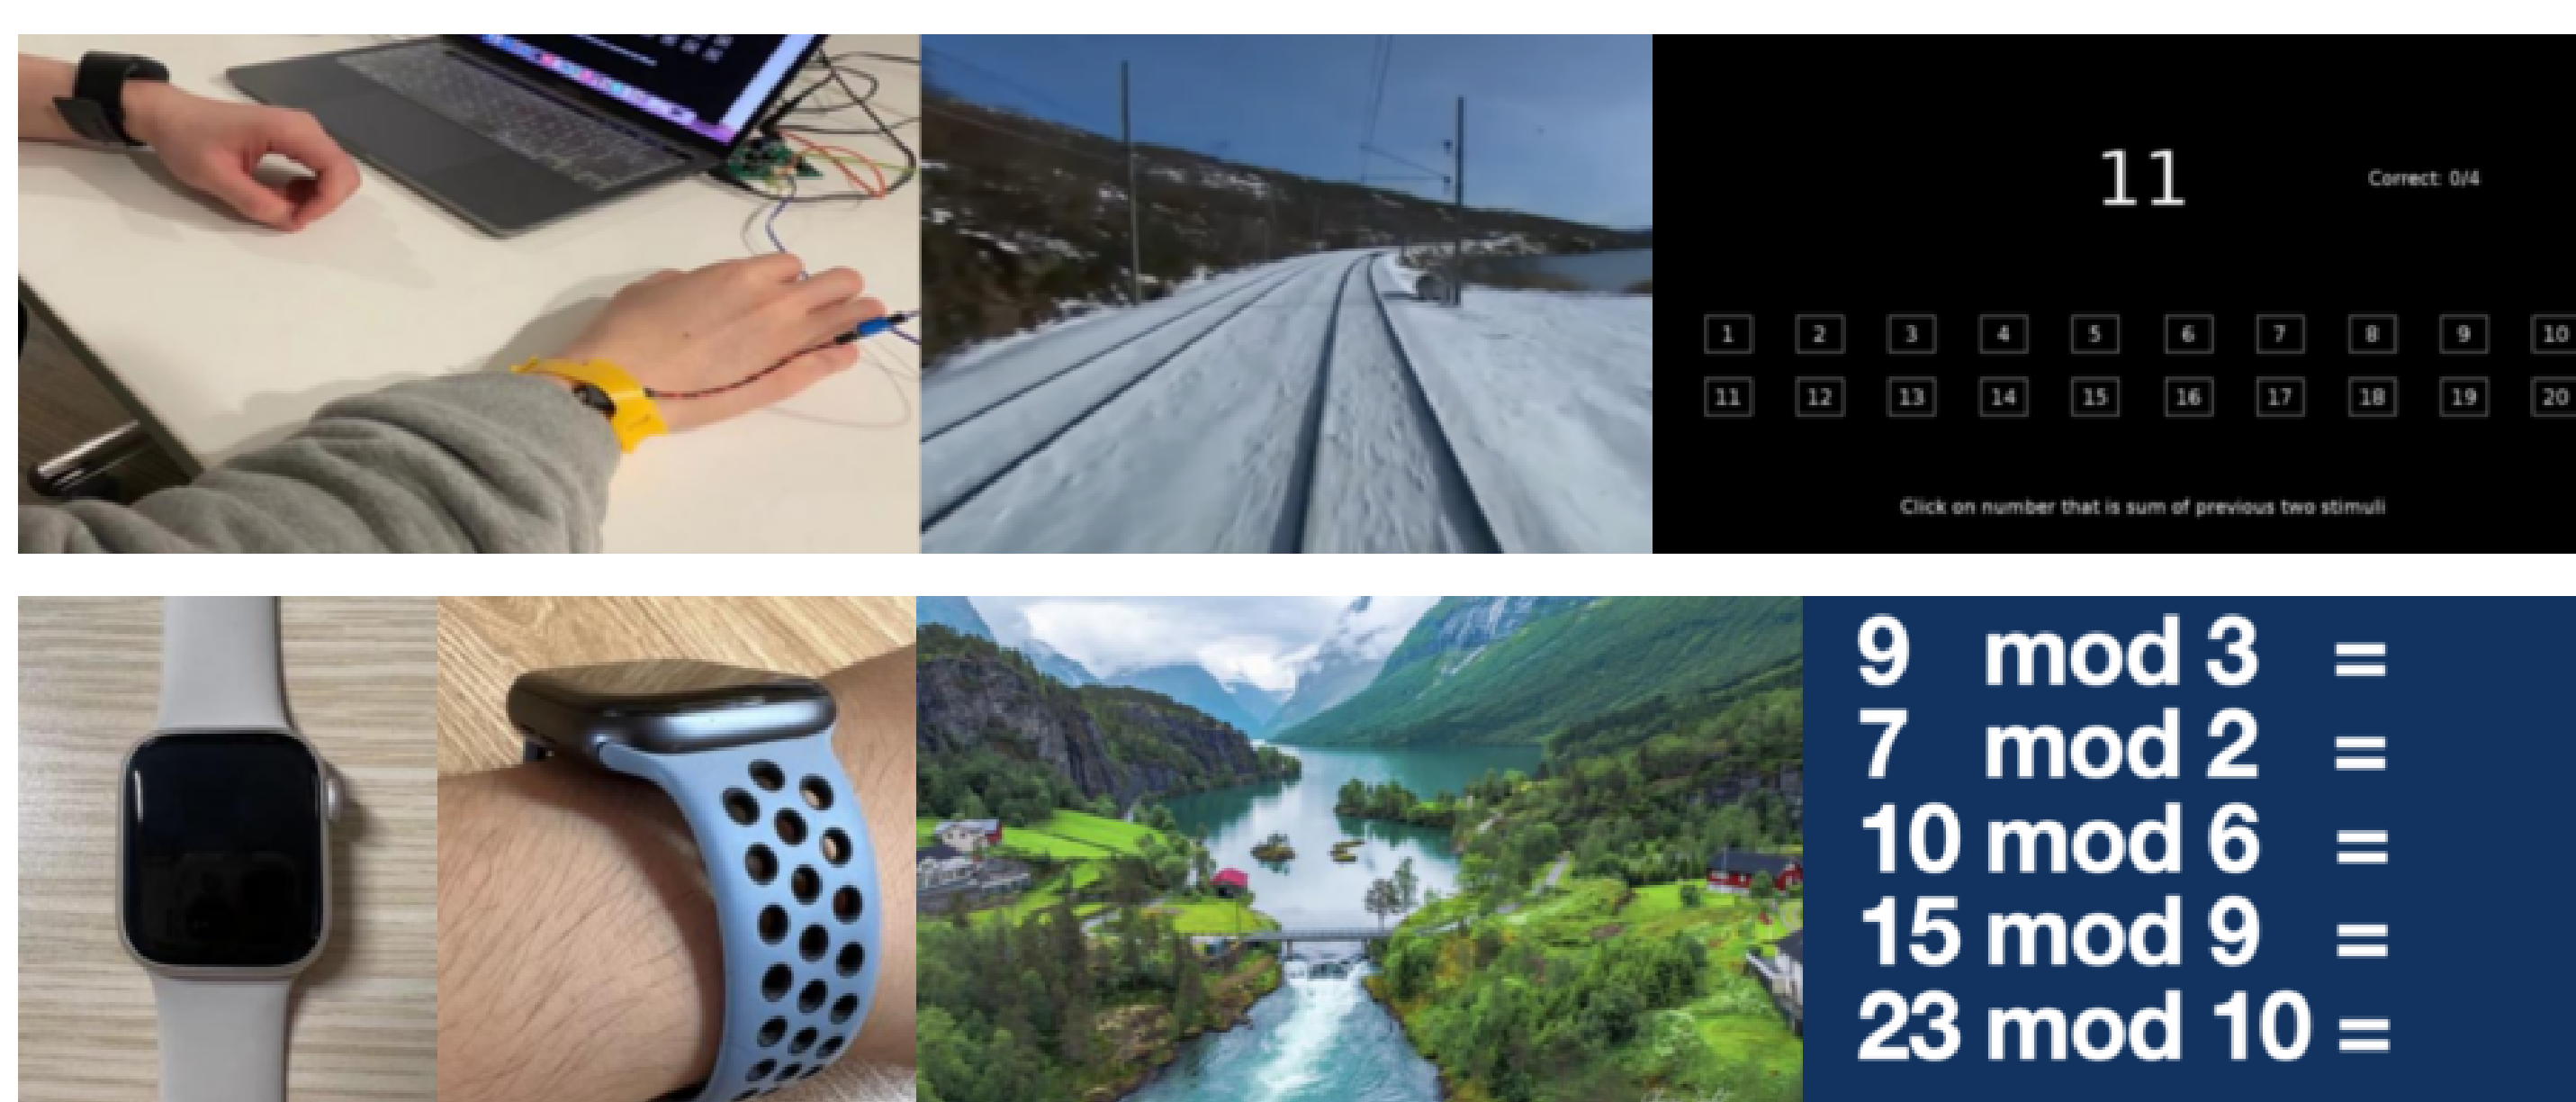 11
Correct: 0/4
1 2 3 4 5 6 7 8 9 10
11 12 13 14 15 16 17 18 19 20
Click on number that is sum of previous two stimuli
9 mod 3 =
7 mod 2 =
10 mod 6 =
15 mod 9 =
23 mod 10 =